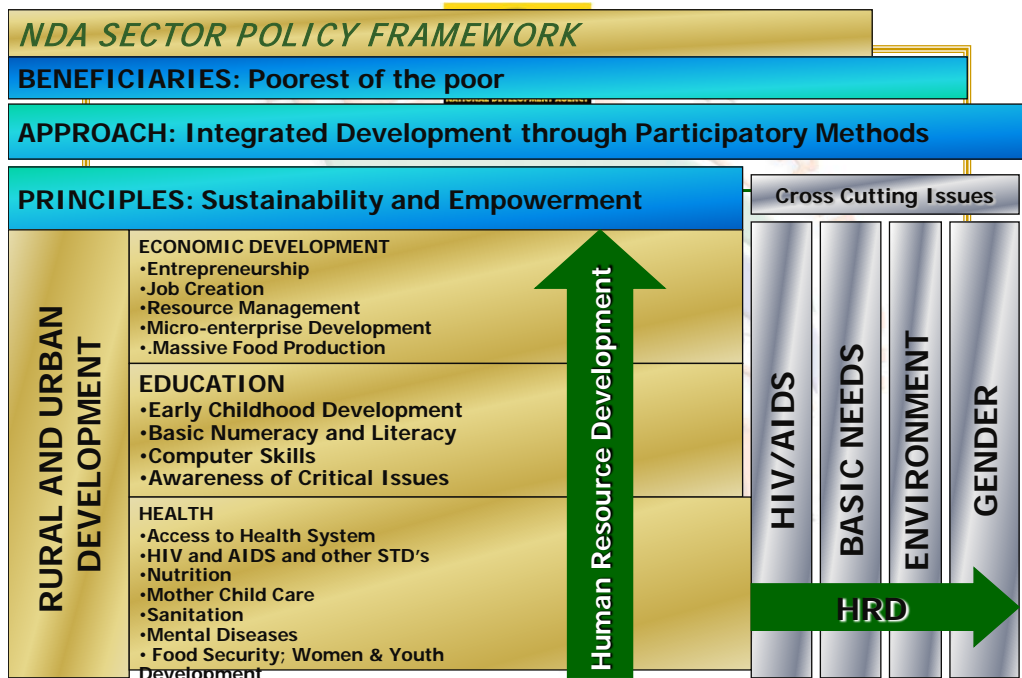 NDA SECTOR POLICY FRAMEWORK
BENEFICIARIES: Poorest of the poor
NATIONAL DEVELOPMENT AGENCY
APPROACH: Integrated Development through Participatory Methods
PRINCIPLES: Sustainability and Empowerment
Cross Cutting Issues
RURAL AND URBAN
DEVELOPMENT
ECONOMIC DEVELOPMENT
•Entrepreneurship
•Job Creation
•Resource Management
•Micro-enterprise Development
•.Massive Food Production
EDUCATION
•Early Childhood Development
•Basic Numeracy and Literacy
•Computer Skills
•Awareness of Critical Issues
HEALTH
•Access to Health System
•HIV and AIDS and other STD's
•Nutrition
•Mother Child Care
•Sanitation
•Mental Diseases
• Food Security; Women & Youth
Development
Human Resource Development
HIV/AIDS
BASIC NEEDS
ENVIRONMENT
GENDER
HRD